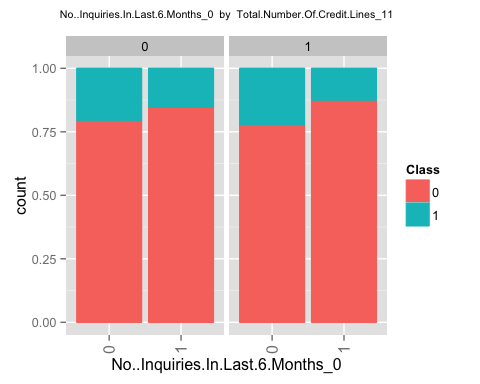 No..Inquiries.In.Last.6.Months_0 by Total.Number.Of.Credit.Lines_11
0 1
1.00
0.75
0.50
0.25
0.00
count
0 1 0 1
No..Inquiries.In.Last.6.Months_0
Class
0
1